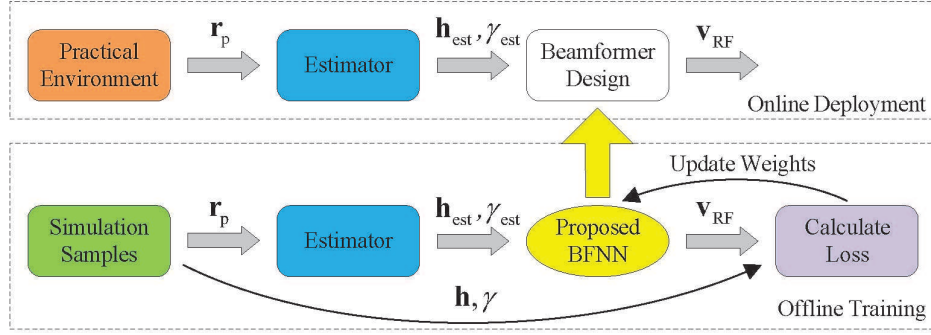 r_p
h_est, γ_est
v_RF
Practical
Environment
Estimator
Beamformer
Design
Online Deployment
Update Weights
r_p
h_est, γ_est
v_RF
Simulation
Samples
Estimator
Proposed
BFNN
Calculate
Loss
h, γ
Offline Training